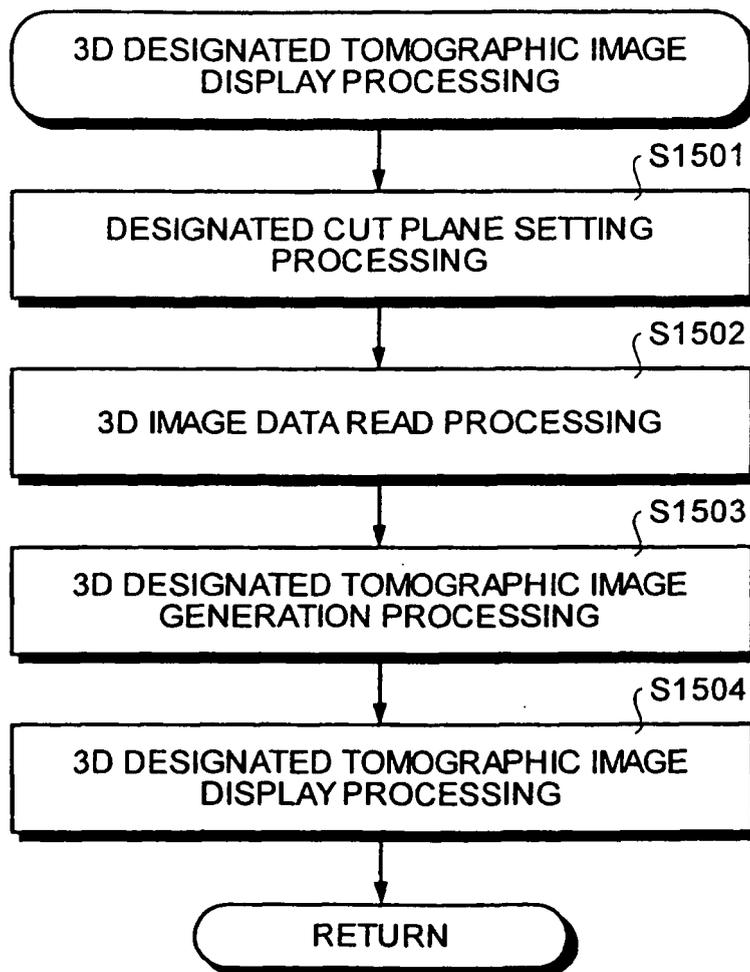 3D DESIGNATED TOMOGRAPHIC IMAGE
DISPLAY PROCESSING
S1501
DESIGNATED CUT PLANE SETTING
PROCESSING
S1502
3D IMAGE DATA READ PROCESSING
S1503
3D DESIGNATED TOMOGRAPHIC IMAGE
GENERATION PROCESSING
S1504
3D DESIGNATED TOMOGRAPHIC IMAGE
DISPLAY PROCESSING
RETURN